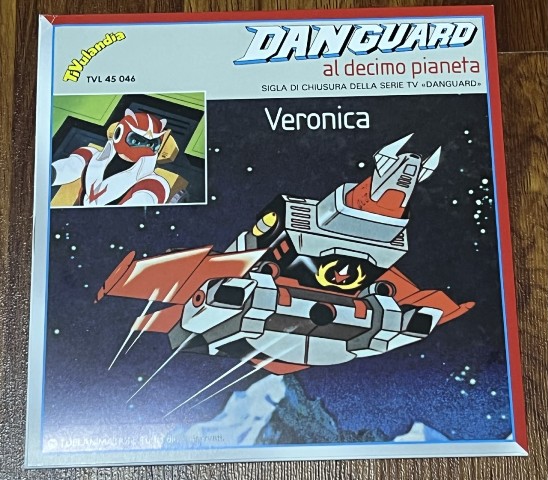 TiVulandia
TVL 45 046
DANGUARD
al decimo pianeta
SIGLA DI CHIUSURA DELLA SERIE TV «DANGUARD»
Veronica